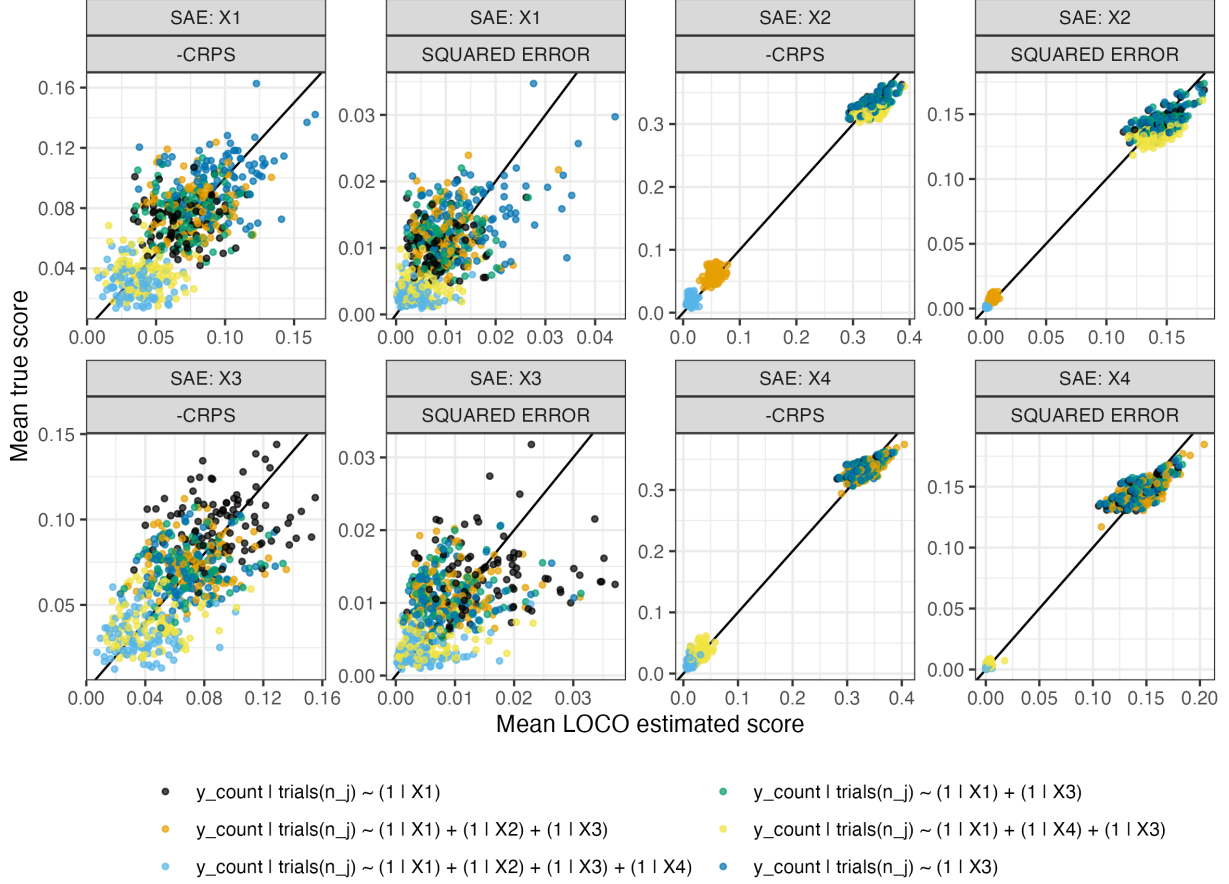 SAE: X1 SAE: X1 SAE: X2 SAE: X2
-CRPS SQUARED ERROR -CRPS SQUARED ERROR
0.16
0.12
0.08
0.04
0.00 0.05 0.10 0.15
0.03
0.02
0.01
0.00
0.00 0.01 0.02 0.03 0.04
0.3
0.2
0.1
0.0
0.0 0.1 0.2 0.3 0.4
0.15
0.10
0.05
0.00
0.00 0.05 0.10 0.15
Mean true score
SAE: X3 SAE: X3 SAE: X4 SAE: X4
-CRPS SQUARED ERROR -CRPS SQUARED ERROR
0.15
0.10
0.05
0.00 0.04 0.08 0.12 0.16
0.03
0.02
0.01
0.00
0.00 0.01 0.02 0.03
0.3
0.2
0.1
0.0
0.0 0.1 0.2 0.3 0.4
0.15
0.10
0.05
0.00
0.00 0.05 0.10 0.15 0.20
Mean LOCO estimated score
y_count | trials(n_j) ~ (1 | X1)
y_count | trials(n_j) ~ (1 | X1) + (1 | X2) + (1 | X3)
y_count | trials(n_j) ~ (1 | X1) + (1 | X2) + (1 | X3) + (1 | X4)
y_count | trials(n_j) ~ (1 | X1) + (1 | X3)
y_count | trials(n_j) ~ (1 | X1) + (1 | X4) + (1 | X3)
y_count | trials(n_j) ~ (1 | X3)